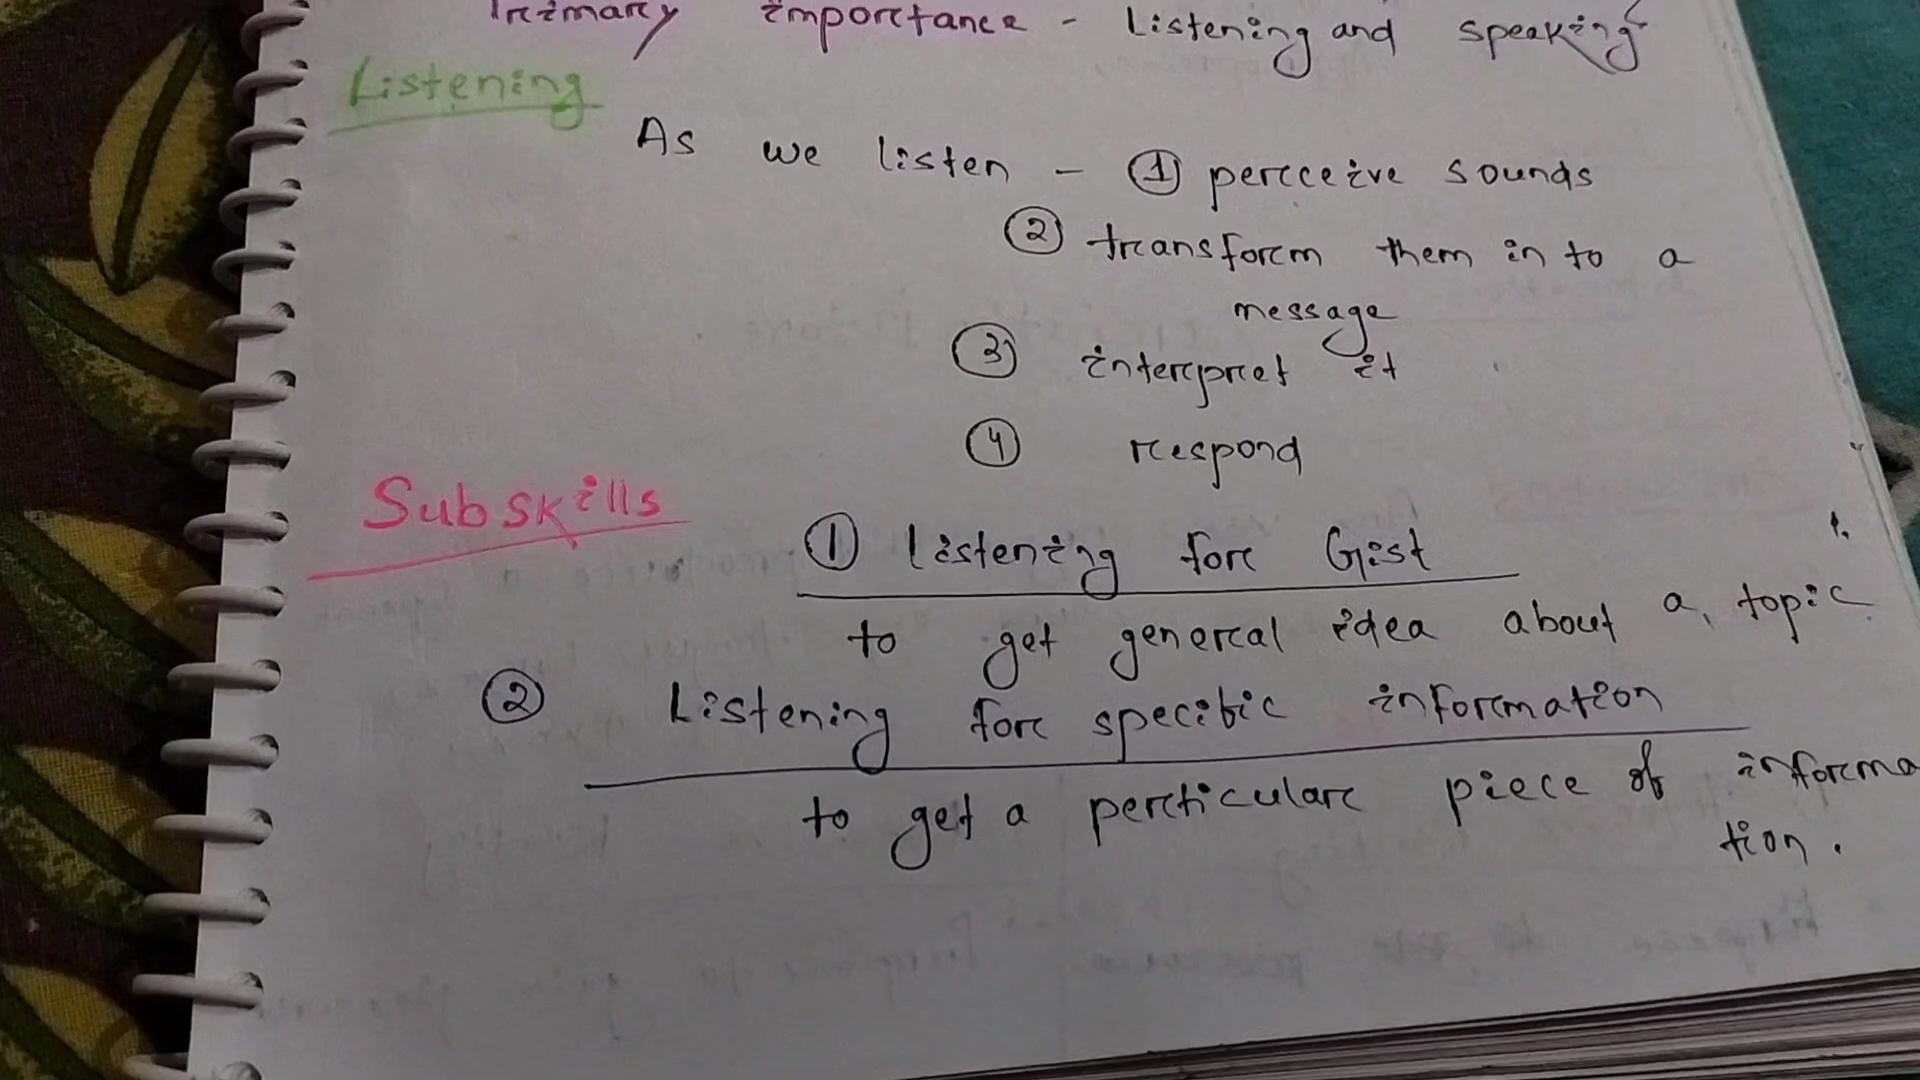 Primary importance - Listening and speaking
Listening
As we listen - ① perceive sounds
② transform them in to a
message
③ interpret it
④ respond
Subskills
① listening for Gist
to get general idea about a topic
② Listening for specific information
to get a perticular piece of informa
tion.